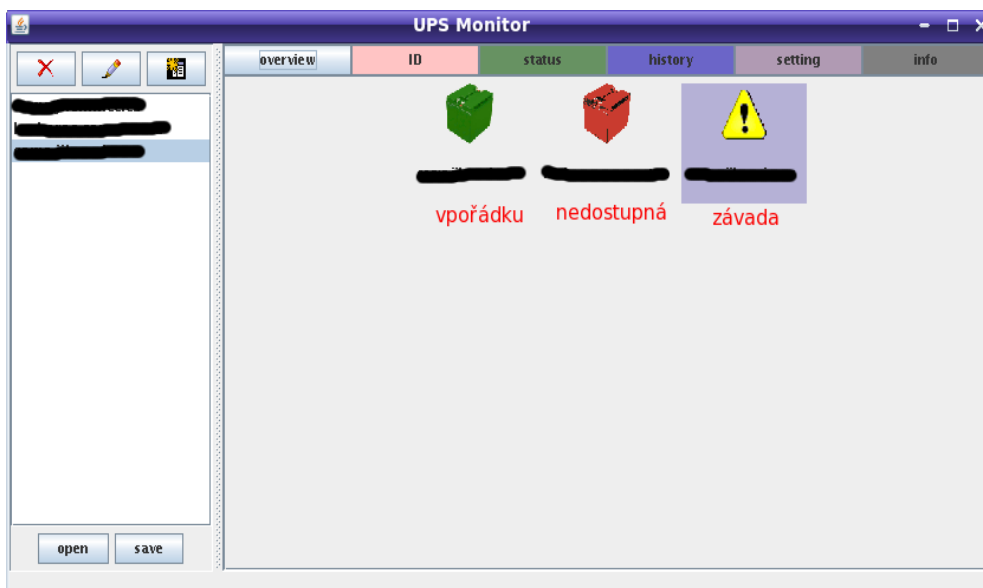 UPS Monitor
overview ID status history setting info
vpořádku nedostupná závada
open save